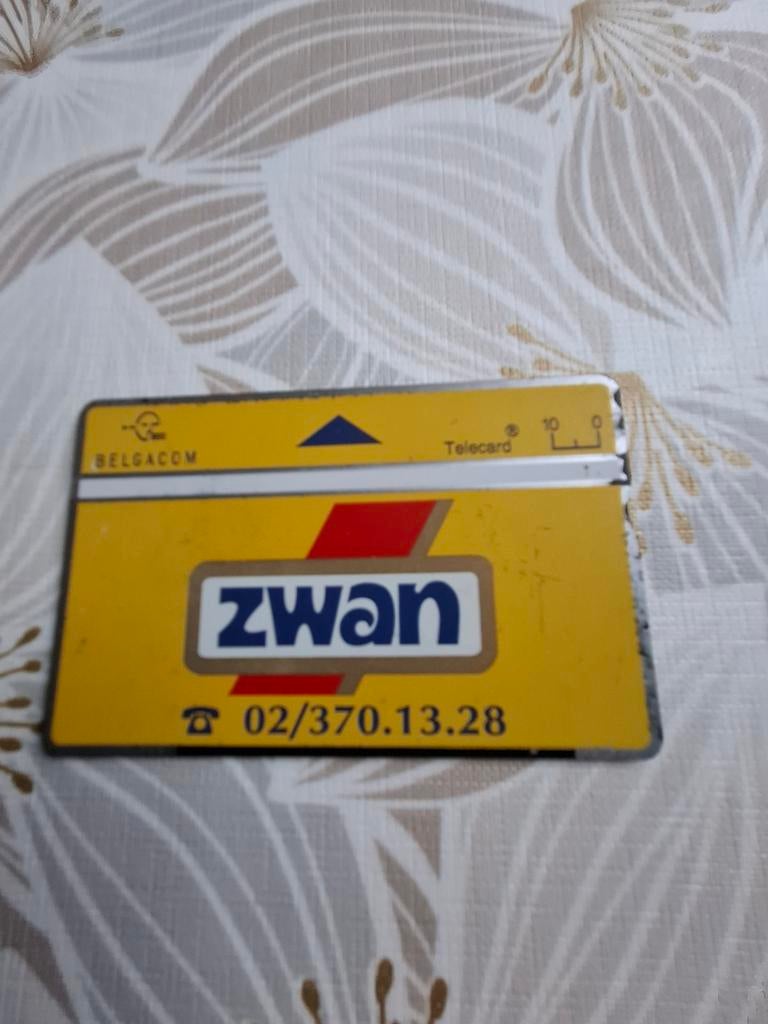 BELGACOM
Telecard®
10 0
zwan
☎ 02/370.13.28